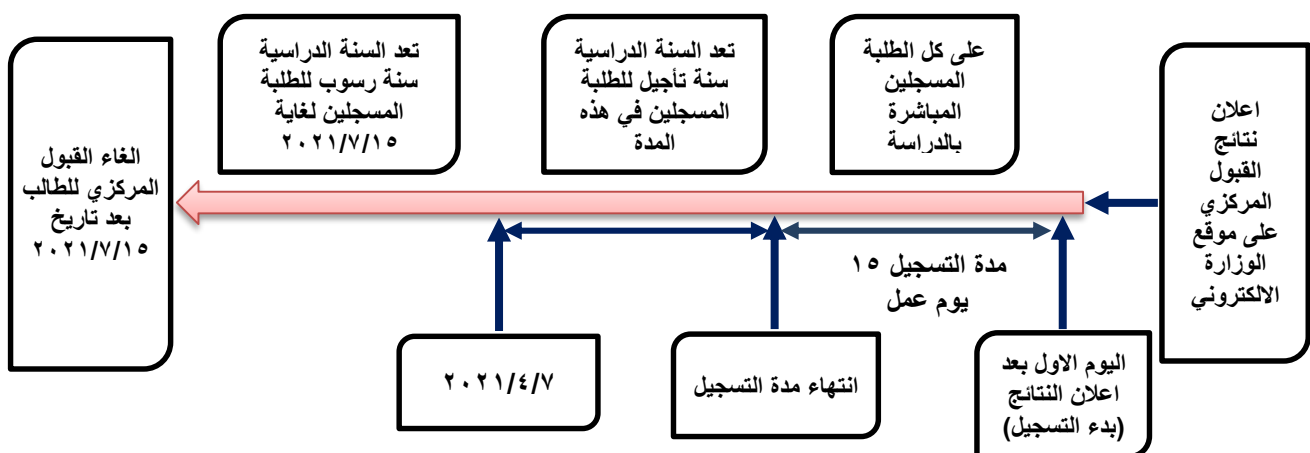 اعلان
نتائج
القبول
المركزي
على موقع
الوزارة
الالكتروني
على كل الطلبة
المسجلين
المباشرة
بالدراسة
تعد السنة الدراسية
سنة تأجيل للطلبة
المسجلين في هذه
المدة
تعد السنة الدراسية
سنة رسوب للطلبة
المسجلين لغاية
٢٠٢١/٧/١٥
الغاء القبول
المركزي للطالب
بعد تاريخ
٢٠٢١/٧/١٥
مدة التسجيل ١٥
يوم عمل
اليوم الاول بعد
اعلان النتائج
(بدء التسجيل)
انتهاء مدة التسجيل
٢٠٢١/٤/٧